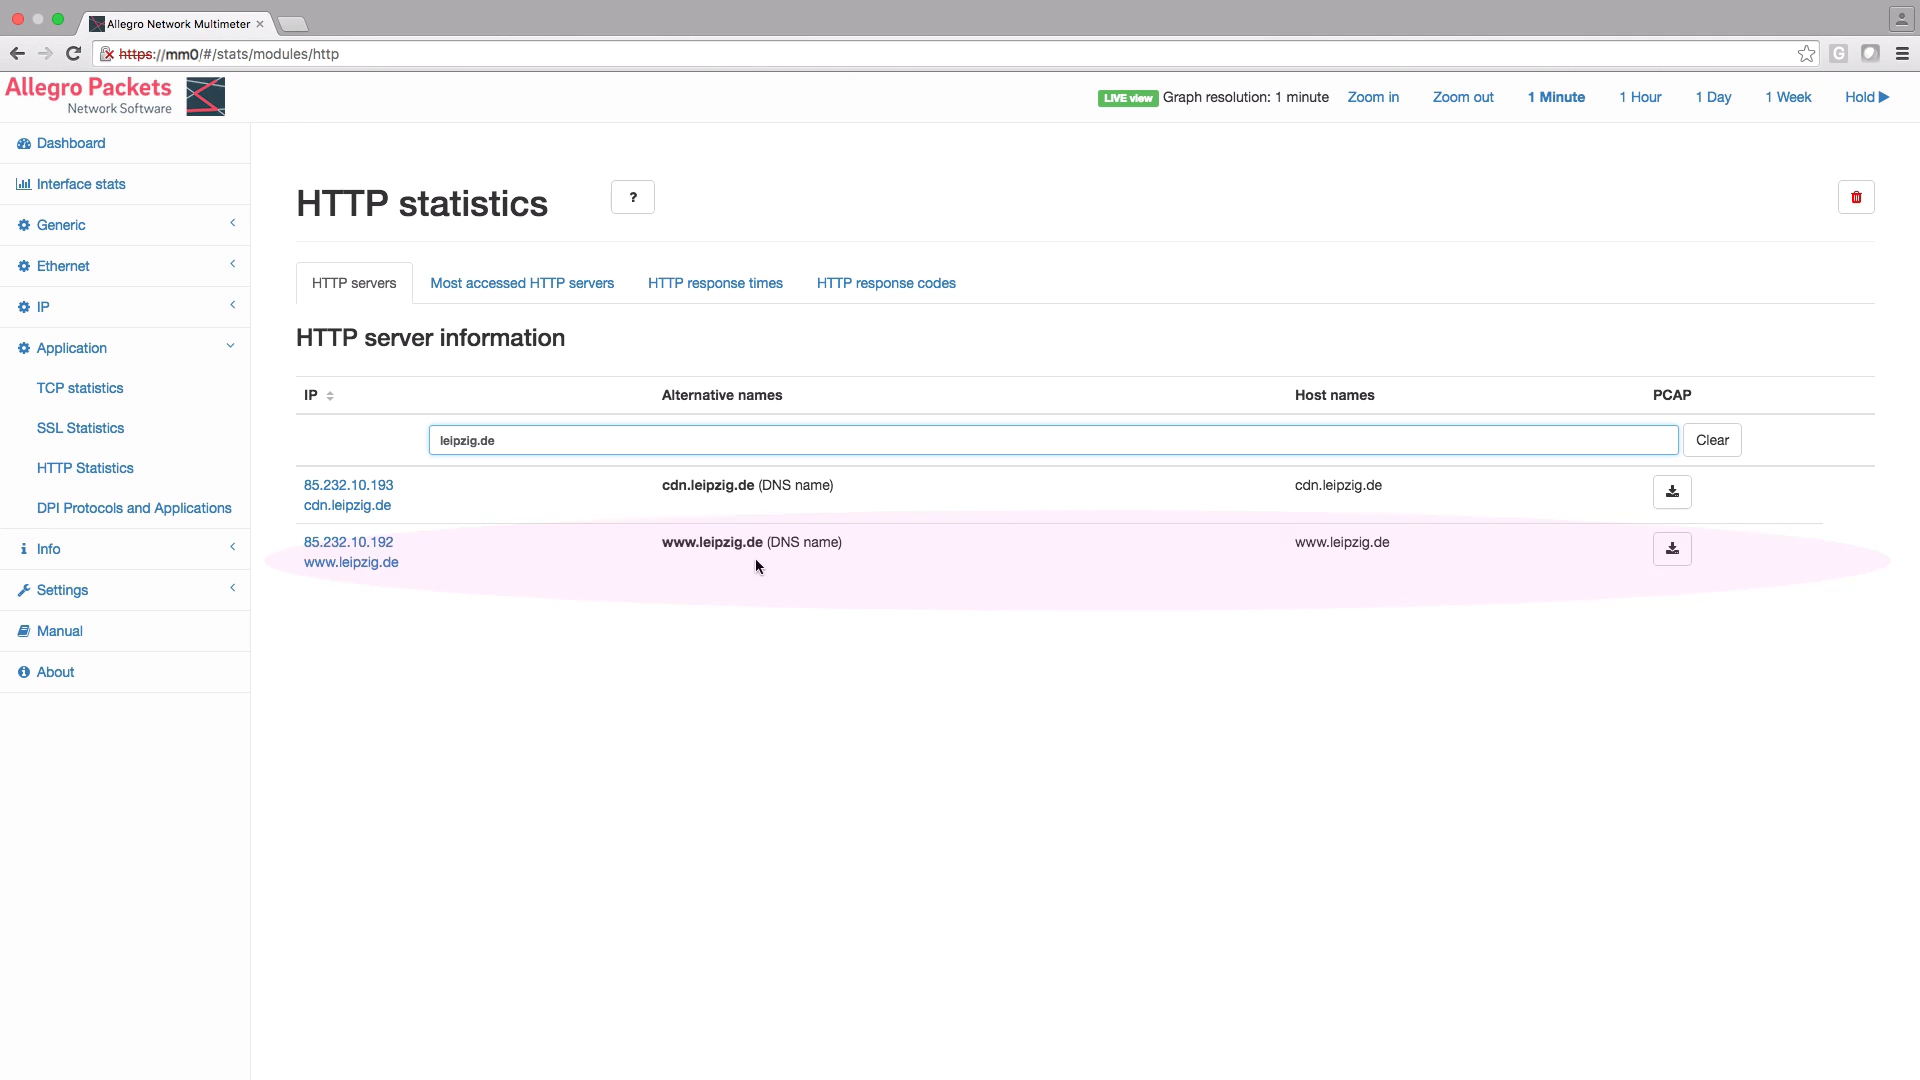 Allegro Network Multimeter
https://mm0/#/stats/modules/http
Allegro Packets
Network Software
LIVE view Graph resolution: 1 minute Zoom in Zoom out 1 Minute 1 Hour 1 Day 1 Week Hold
Dashboard
Interface stats
Generic
Ethernet
IP
Application
TCP statistics
SSL Statistics
HTTP Statistics
DPI Protocols and Applications
Info
Settings
Manual
About
HTTP statistics ?
HTTP servers Most accessed HTTP servers HTTP response times HTTP response codes
HTTP server information
IP Alternative names Host names PCAP
leipzig.de Clear
85.232.10.193 cdn.leipzig.de (DNS name) cdn.leipzig.de
cdn.leipzig.de
85.232.10.192 www.leipzig.de (DNS name) www.leipzig.de
www.leipzig.de